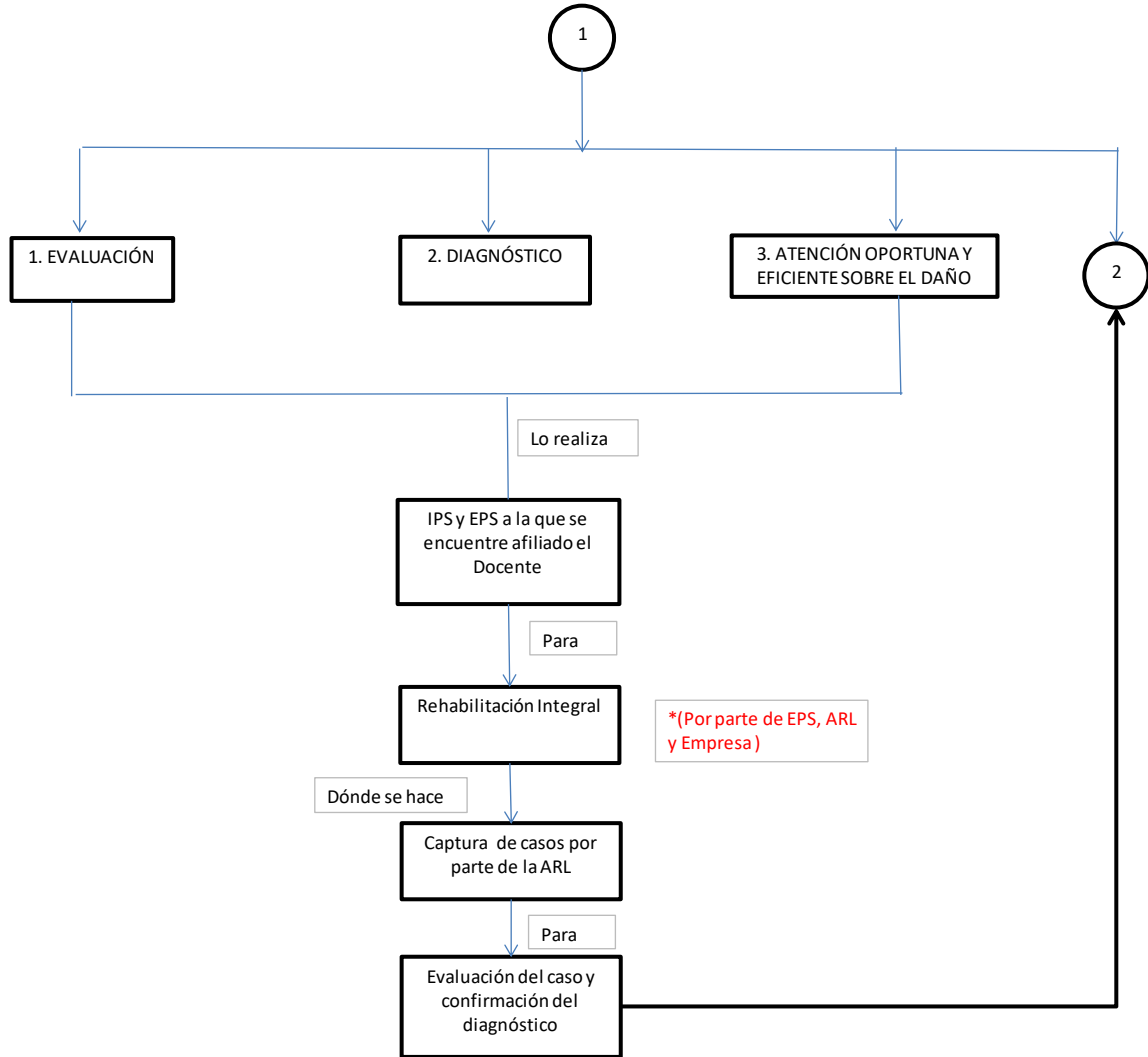 1
1. EVALUACIÓN
2. DIAGNÓSTICO
3. ATENCIÓN OPORTUNA Y
EFICIENTE SOBRE EL DAÑO
2
Lo realiza
IPS y EPS a la que se
encuentre afiliado el
Docente
Para
Rehabilitación Integral
*(Por parte de EPS, ARL
y Empresa )
Dónde se hace
Captura de casos por
parte de la ARL
Para
Evaluación del caso y
confirmación del
diagnóstico